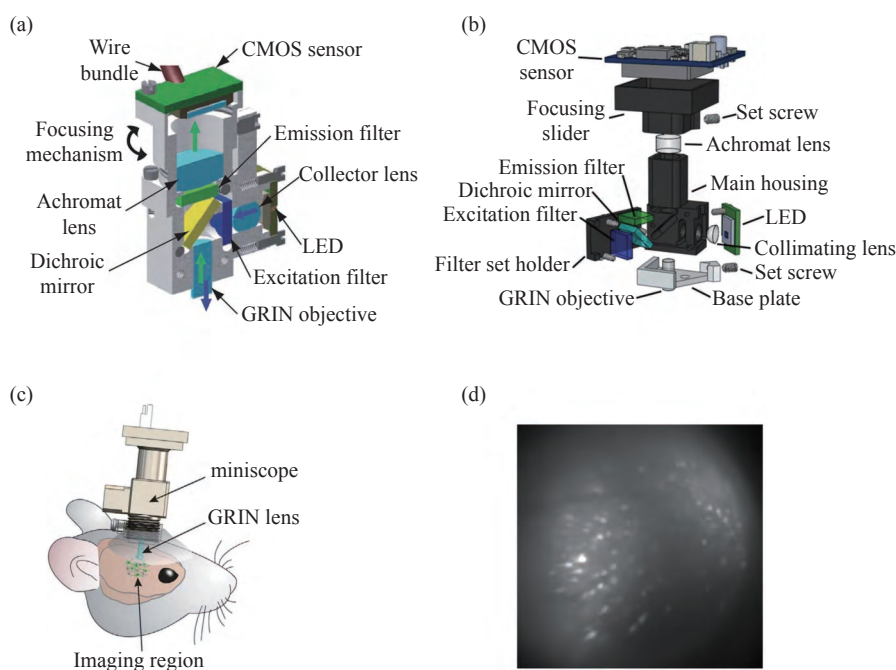 (a)
Wire
bundle
CMOS sensor
Focusing
mechanism
Emission filter
Collector lens
Achromat
lens
LED
Dichroic
mirror
Excitation filter
GRIN objective
(b)
CMOS
sensor
Focusing
slider
Set screw
Achromat lens
Emission filter
Dichroic mirror
Excitation filter
Main housing
LED
Filter set holder
Collimating lens
Set screw
GRIN objective
Base plate
(c)
miniscope
GRIN lens
Imaging region
(d)